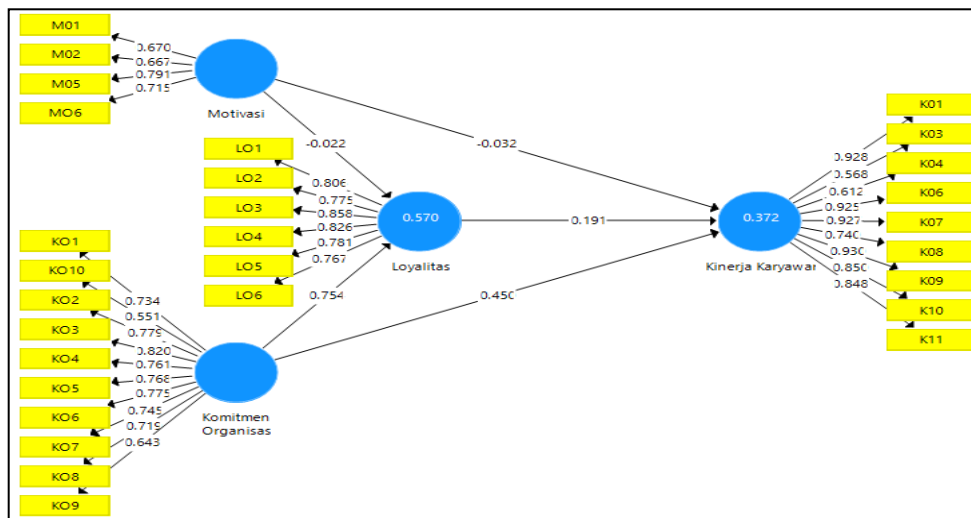 M01
M02
M05
MO6
0.670
0.667
0.791
0.715
Motivasi
-0.022
-0.032
LO1
LO2
LO3
LO4
LO5
LO6
0.806
0.775
0.858
0.826
0.781
0.767
0.570
Loyalitas
0.191
0.754
0.450
KO1
KO10
KO2
KO3
KO4
KO5
KO6
KO7
KO8
KO9
0.734
0.551
0.779
0.820
0.761
0.768
0.775
0.745
0.719
0.643
Komitmen
Organisas
0.372
Kinerja Karyawar
0.928
0.568
0.612
0.925
0.927
0.740
0.930
0.850
0.848
K01
K03
K04
K06
K07
K08
K09
K10
K11